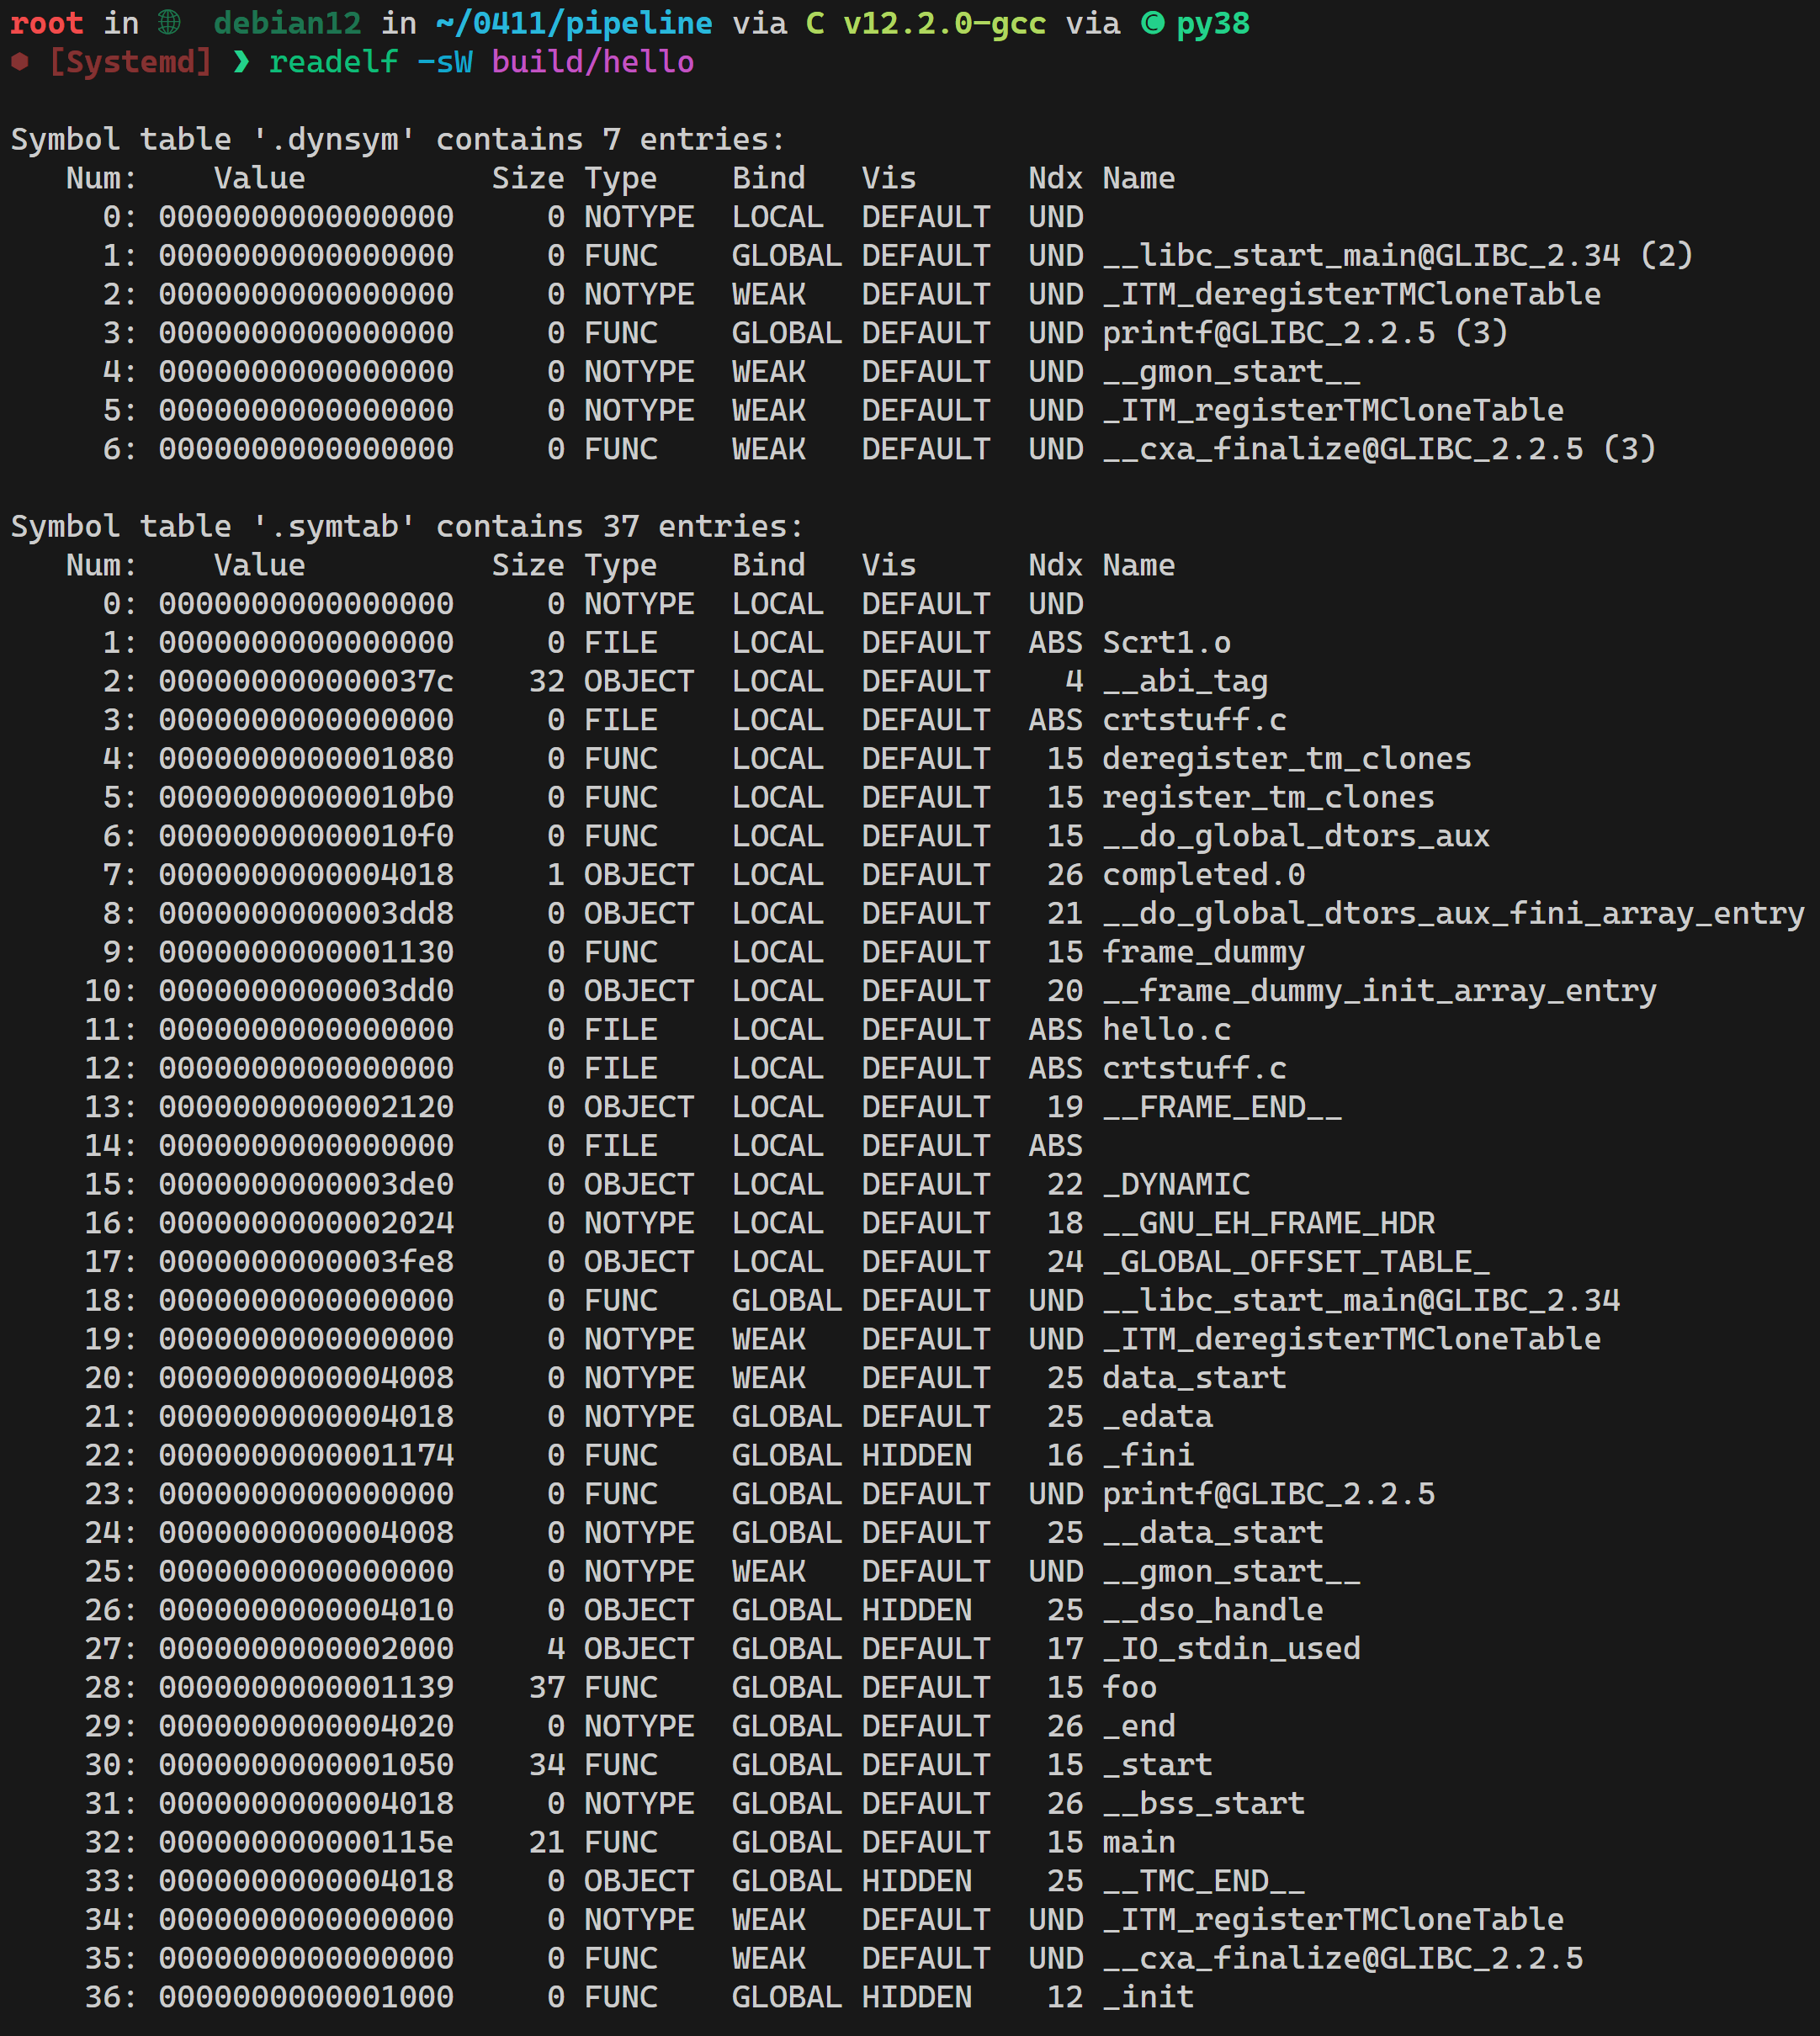 root in 🌐 debian12 in ~/0411/pipeline via C v12.2.0-gcc via 🅒 py38
⬢ [Systemd] ❯ readelf -sW build/hello

Symbol table '.dynsym' contains 7 entries:
   Num:    Value          Size Type    Bind   Vis      Ndx Name
     0: 0000000000000000     0 NOTYPE  LOCAL  DEFAULT  UND
     1: 0000000000000000     0 FUNC    GLOBAL DEFAULT  UND __libc_start_main@GLIBC_2.34 (2)
     2: 0000000000000000     0 NOTYPE  WEAK   DEFAULT  UND _ITM_deregisterTMCloneTable
     3: 0000000000000000     0 FUNC    GLOBAL DEFAULT  UND printf@GLIBC_2.2.5 (3)
     4: 0000000000000000     0 NOTYPE  WEAK   DEFAULT  UND __gmon_start__
     5: 0000000000000000     0 NOTYPE  WEAK   DEFAULT  UND _ITM_registerTMCloneTable
     6: 0000000000000000     0 FUNC    WEAK   DEFAULT  UND __cxa_finalize@GLIBC_2.2.5 (3)

Symbol table '.symtab' contains 37 entries:
   Num:    Value          Size Type    Bind   Vis      Ndx Name
     0: 0000000000000000     0 NOTYPE  LOCAL  DEFAULT  UND
     1: 0000000000000000     0 FILE    LOCAL  DEFAULT  ABS Scrt1.o
     2: 000000000000037c    32 OBJECT  LOCAL  DEFAULT    4 __abi_tag
     3: 0000000000000000     0 FILE    LOCAL  DEFAULT  ABS crtstuff.c
     4: 0000000000001080     0 FUNC    LOCAL  DEFAULT   15 deregister_tm_clones
     5: 00000000000010b0     0 FUNC    LOCAL  DEFAULT   15 register_tm_clones
     6: 00000000000010f0     0 FUNC    LOCAL  DEFAULT   15 __do_global_dtors_aux
     7: 0000000000004018     1 OBJECT  LOCAL  DEFAULT   26 completed.0
     8: 0000000000003dd8     0 OBJECT  LOCAL  DEFAULT   21 __do_global_dtors_aux_fini_array_entry
     9: 0000000000001130     0 FUNC    LOCAL  DEFAULT   15 frame_dummy
    10: 0000000000003dd0     0 OBJECT  LOCAL  DEFAULT   20 __frame_dummy_init_array_entry
    11: 0000000000000000     0 FILE    LOCAL  DEFAULT  ABS hello.c
    12: 0000000000000000     0 FILE    LOCAL  DEFAULT  ABS crtstuff.c
    13: 0000000000002120     0 OBJECT  LOCAL  DEFAULT   19 __FRAME_END__
    14: 0000000000000000     0 FILE    LOCAL  DEFAULT  ABS
    15: 0000000000003de0     0 OBJECT  LOCAL  DEFAULT   22 _DYNAMIC
    16: 0000000000002024     0 NOTYPE  LOCAL  DEFAULT   18 __GNU_EH_FRAME_HDR
    17: 0000000000003fe8     0 OBJECT  LOCAL  DEFAULT   24 _GLOBAL_OFFSET_TABLE_
    18: 0000000000000000     0 FUNC    GLOBAL DEFAULT  UND __libc_start_main@GLIBC_2.34
    19: 0000000000000000     0 NOTYPE  WEAK   DEFAULT  UND _ITM_deregisterTMCloneTable
    20: 0000000000004008     0 NOTYPE  WEAK   DEFAULT   25 data_start
    21: 0000000000004018     0 NOTYPE  GLOBAL DEFAULT   25 _edata
    22: 0000000000001174     0 FUNC    GLOBAL HIDDEN    16 _fini
    23: 0000000000000000     0 FUNC    GLOBAL DEFAULT  UND printf@GLIBC_2.2.5
    24: 0000000000004008     0 NOTYPE  GLOBAL DEFAULT   25 __data_start
    25: 0000000000000000     0 NOTYPE  WEAK   DEFAULT  UND __gmon_start__
    26: 0000000000004010     0 OBJECT  GLOBAL HIDDEN    25 __dso_handle
    27: 0000000000002000     4 OBJECT  GLOBAL DEFAULT   17 _IO_stdin_used
    28: 0000000000001139    37 FUNC    GLOBAL DEFAULT   15 foo
    29: 0000000000004020     0 NOTYPE  GLOBAL DEFAULT   26 _end
    30: 0000000000001050    34 FUNC    GLOBAL DEFAULT   15 _start
    31: 0000000000004018     0 NOTYPE  GLOBAL DEFAULT   26 __bss_start
    32: 000000000000115e    21 FUNC    GLOBAL DEFAULT   15 main
    33: 0000000000004018     0 OBJECT  GLOBAL HIDDEN    25 __TMC_END__
    34: 0000000000000000     0 NOTYPE  WEAK   DEFAULT  UND _ITM_registerTMCloneTable
    35: 0000000000000000     0 FUNC    WEAK   DEFAULT  UND __cxa_finalize@GLIBC_2.2.5
    36: 0000000000001000     0 FUNC    GLOBAL HIDDEN    12 _init